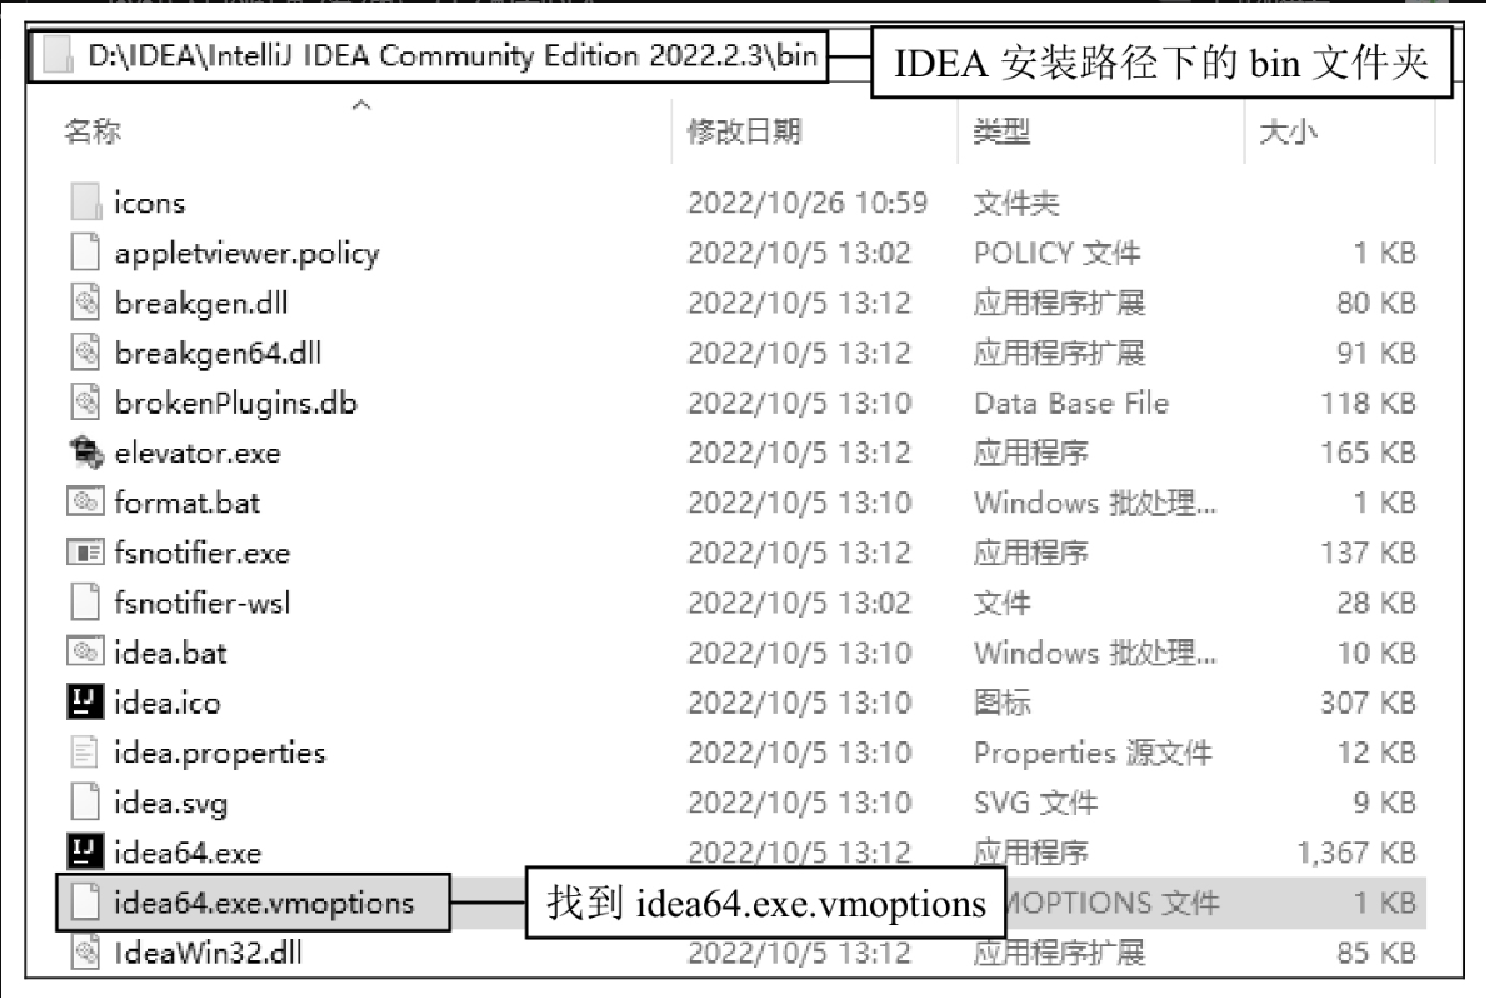 D:\IDEA\IntelliJ IDEA Community Edition 2022.2.3\bin
IDEA 安装路径下的 bin 文件夹
名称 修改日期 类型 大小
icons 2022/10/26 10:59 文件夹
appletviewer.policy 2022/10/5 13:02 POLICY 文件 1 KB
breakgen.dll 2022/10/5 13:12 应用程序扩展 80 KB
breakgen64.dll 2022/10/5 13:12 应用程序扩展 91 KB
brokenPlugins.db 2022/10/5 13:10 Data Base File 118 KB
elevator.exe 2022/10/5 13:12 应用程序 165 KB
format.bat 2022/10/5 13:10 Windows 批处理... 1 KB
fsnotifier.exe 2022/10/5 13:12 应用程序 137 KB
fsnotifier-wsl 2022/10/5 13:02 文件 28 KB
idea.bat 2022/10/5 13:10 Windows 批处理... 10 KB
idea.ico 2022/10/5 13:10 图标 307 KB
idea.properties 2022/10/5 13:10 Properties 源文件 12 KB
idea.svg 2022/10/5 13:10 SVG 文件 9 KB
idea64.exe 2022/10/5 13:12 应用程序 1,367 KB
idea64.exe.vmoptions 找到 idea64.exe.vmoptions MOPTIONS 文件 1 KB
IdeaWin32.dll 2022/10/5 13:12 应用程序扩展 85 KB